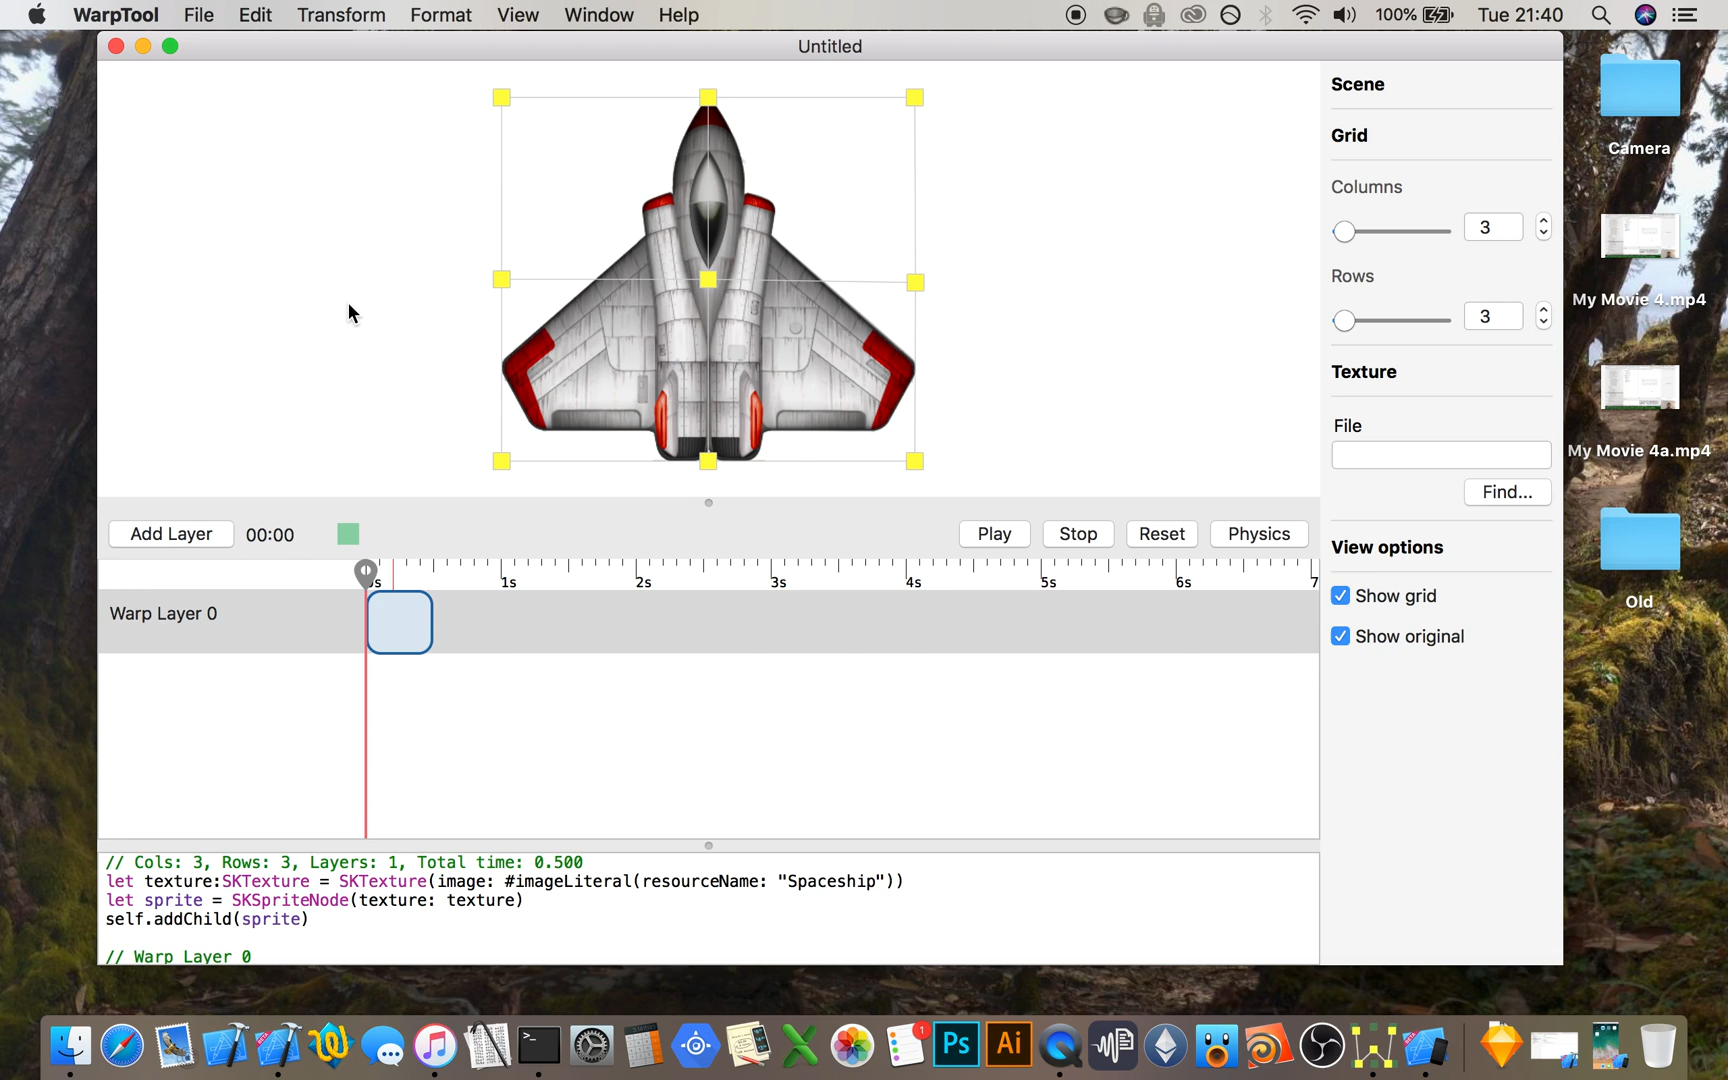 WarpTool File Edit Transform Format View Window Help 100% Tue 21:40
Untitled
Scene
Grid
Columns
3
Rows
3
Texture
File
Find...
View options
Show grid
Show original
Add Layer 00:00 Play Stop Reset Physics
0s 1s 2s 3s 4s 5s 6s 7
Warp Layer 0
// Cols: 3, Rows: 3, Layers: 1, Total time: 0.500
let texture:SKTexture = SKTexture(image: #imageLiteral(resourceName: "Spaceship"))
let sprite = SKSpriteNode(texture: texture)
self.addChild(sprite)
// Warp Layer 0
Camera
My Movie 4.mp4
My Movie 4a.mp4
Old
1
Ps
Ai